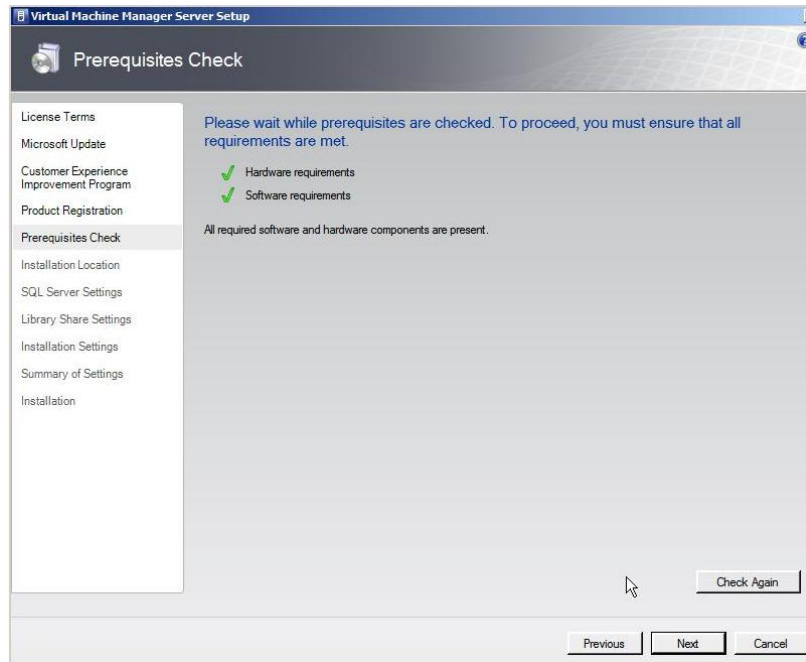 Virtual Machine Manager Server Setup
Prerequisites Check
License Terms
Microsoft Update
Customer Experience
Improvement Program
Product Registration
Prerequisites Check
Installation Location
SQL Server Settings
Library Share Settings
Installation Settings
Summary of Settings
Installation
Please wait while prerequisites are checked. To proceed, you must ensure that all
requirements are met.
Hardware requirements
Software requirements
All required software and hardware components are present.
Check Again
Previous
Next
Cancel